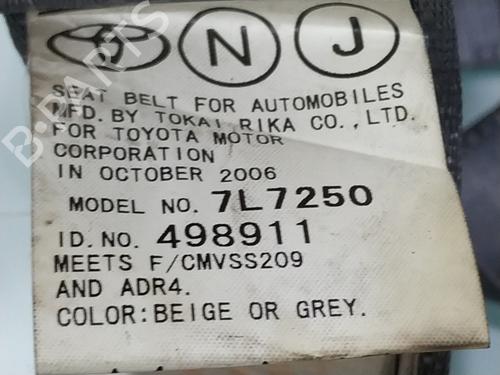 N J
SEAT BELT FOR AUTOMOBILES
MFD. BY TOKAI RIKA CO., LTD.
FOR TOYOTA MOTOR
CORPORATION
IN OCTOBER 2006
MODEL NO. 7L7250
ID.NO. 498911
MEETS F/CMVSS209
AND ADR4.
COLOR:BEIGE OR GREY.
B-PARTS